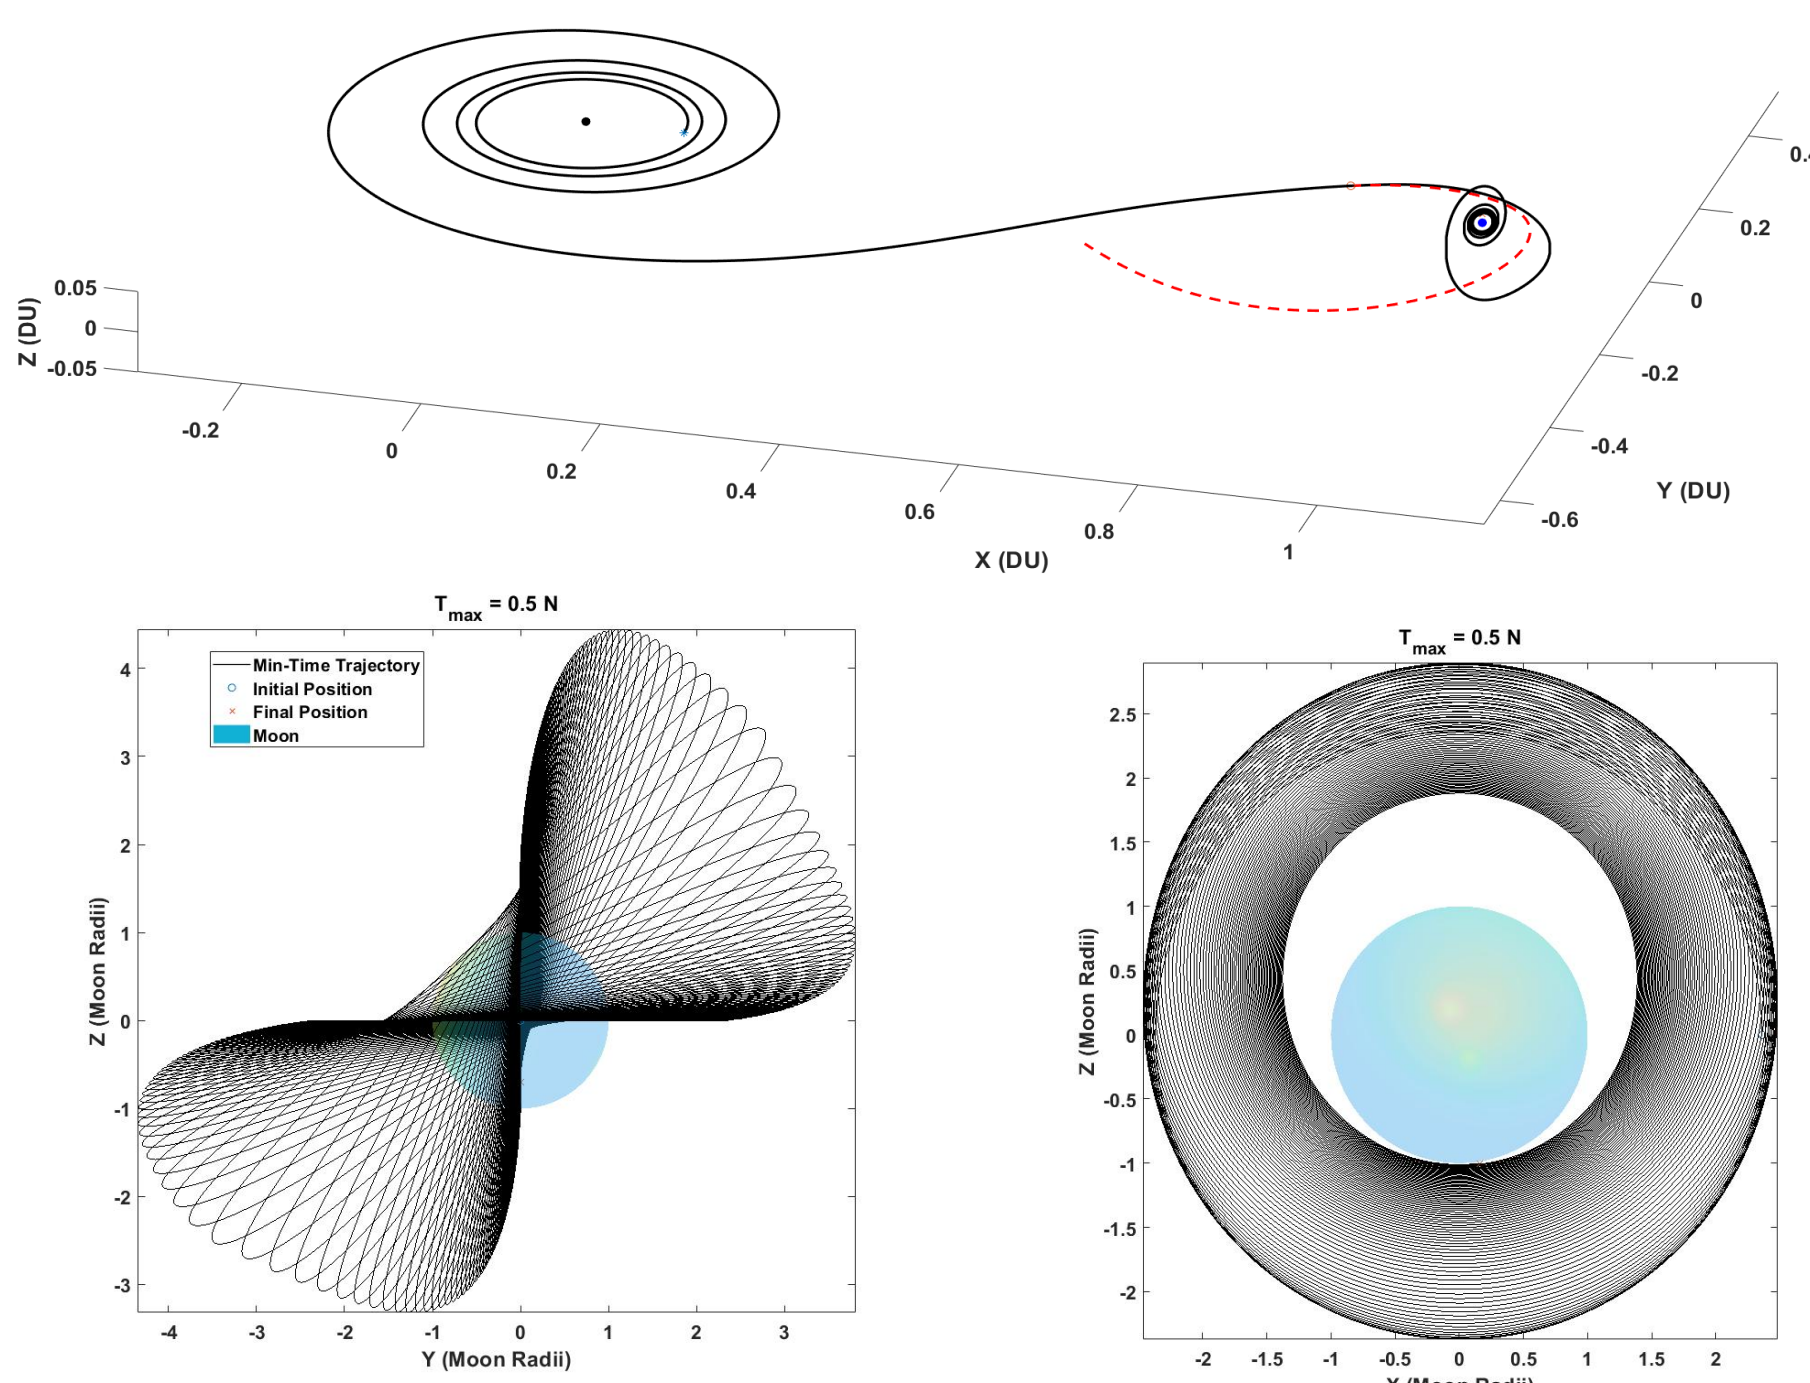 0.05
0
-0.05
Z (DU)
-0.2
0
0.2
0.4
0.6
0.8
1
X (DU)
0.2
0
-0.2
-0.4
-0.6
Y (DU)
Tmax = 0.5 N
Min-Time Trajectory
Initial Position
Final Position
Moon
4
3
2
1
0
-1
-2
-3
Z (Moon Radii)
-4 -3 -2 -1 0 1 2 3
Y (Moon Radii)
Tmax = 0.5 N
2.5
2
1.5
1
0.5
0
-0.5
-1
-1.5
-2
Z (Moon Radii)
-2 -1.5 -1 -0.5 0 0.5 1 1.5 2